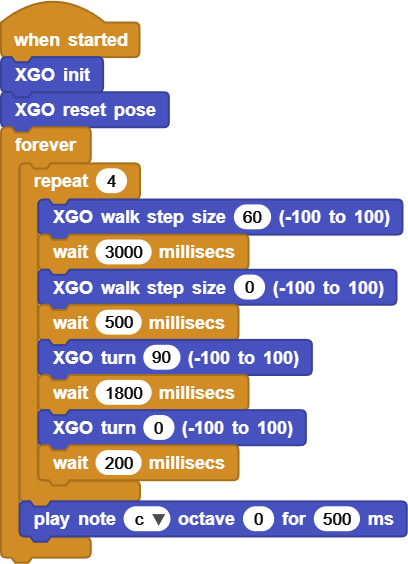 when started
XGO init
XGO reset pose
forever
repeat 4
XGO walk step size 60 (-100 to 100)
wait 3000 millisecs
XGO walk step size 0 (-100 to 100)
wait 500 millisecs
XGO turn 90 (-100 to 100)
wait 1800 millisecs
XGO turn 0 (-100 to 100)
wait 200 millisecs
play note c ▼ octave 0 for 500 ms